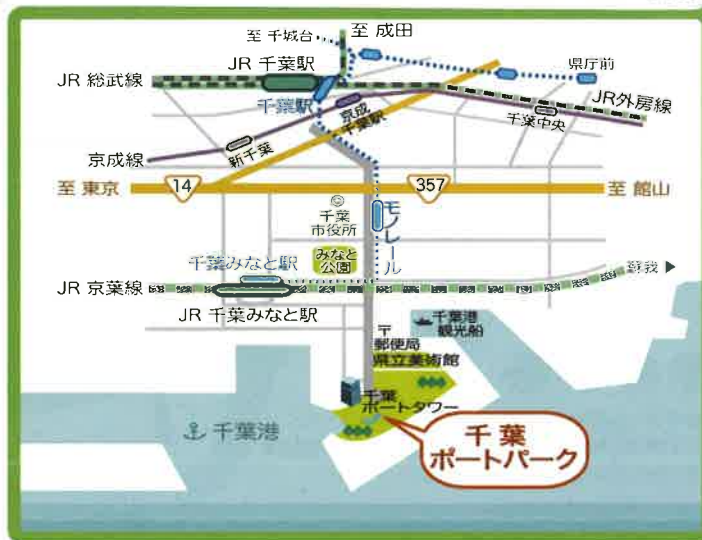 至 成田
至 千城台
県庁前
JR 千葉駅
JR 総武線
JR外房線
千葉駅
京成
千葉駅
千葉中央
新千葉
京成線
至 東京
14
357
至 館山
千葉
市役所
モノレール
みなと
公園
千葉みなと駅
蘇我 ▶
JR 京葉線
JR 千葉みなと駅
千葉港
観光船
〒
郵便局
県立美術館
千葉
ポートタワー
千葉港
千葉
ポートパーク